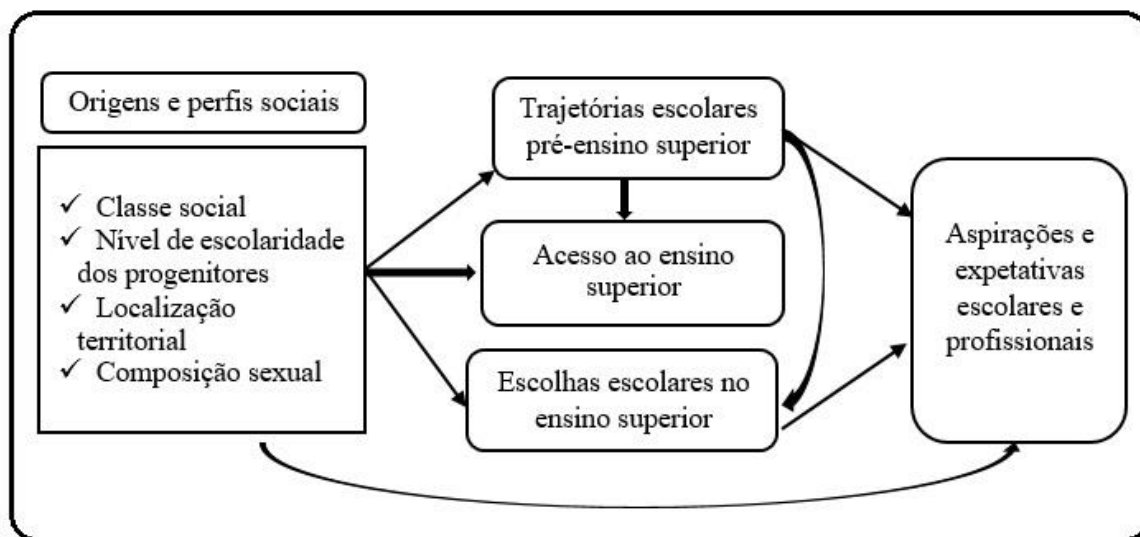 Origens e perfis sociais
✓ Classe social
✓ Nível de escolaridade
dos progenitores
✓ Localização
territorial
✓ Composição sexual
Trajetórias escolares
pré-ensino superior
Acesso ao ensino
superior
Escolhas escolares no
ensino superior
Aspirações e
expetativas
escolares e
profissionais